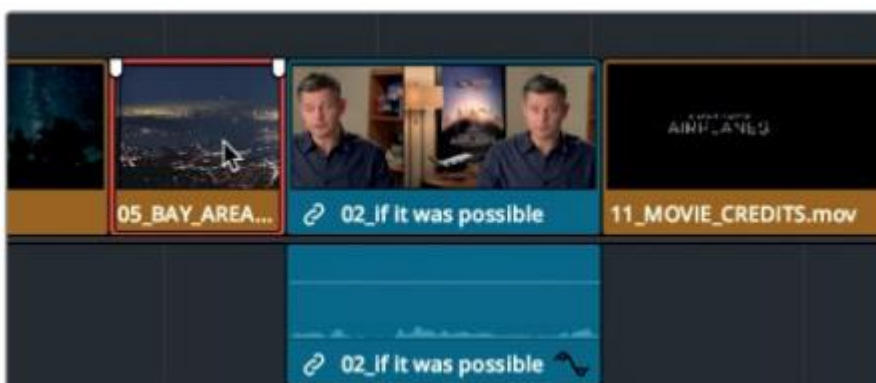 05_BAY_AREA...
02_if it was possible
11_MOVIE_CREDITS.mov
AIRPLANES
02_if it was possible